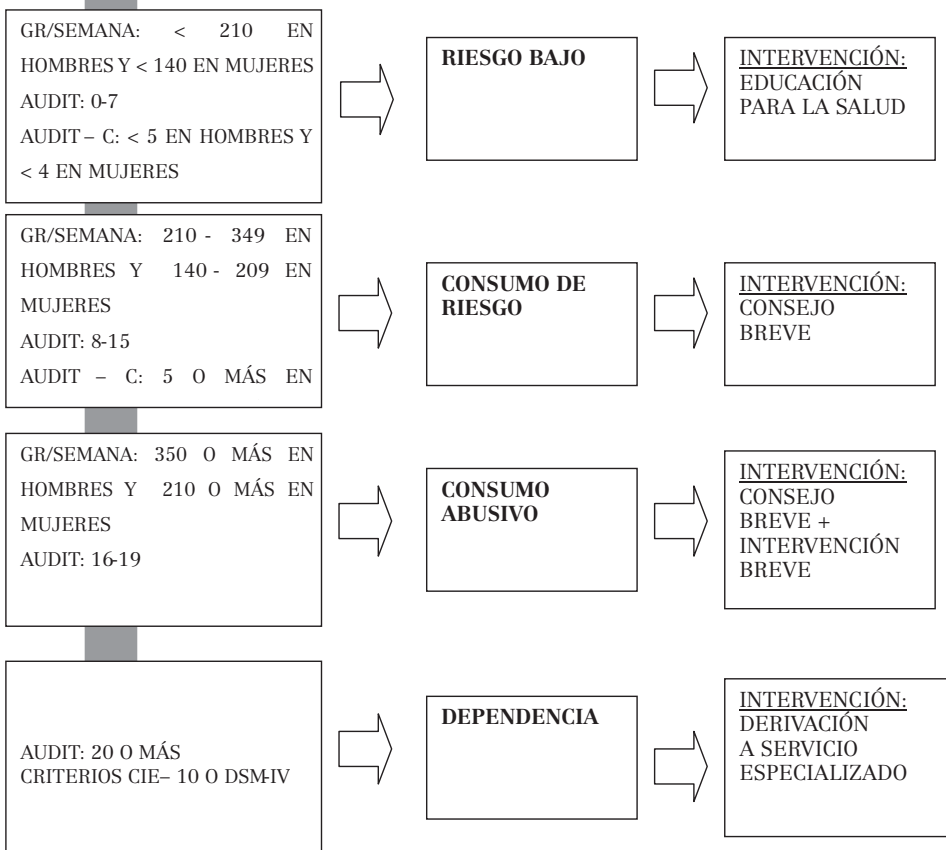 GR/SEMANA: < 210 EN
HOMBRES Y < 140 EN MUJERES
AUDIT: 0-7
AUDIT – C: < 5 EN HOMBRES Y
< 4 EN MUJERES
RIESGO BAJO
INTERVENCIÓN:
EDUCACIÓN
PARA LA SALUD
GR/SEMANA: 210 - 349 EN
HOMBRES Y 140 - 209 EN
MUJERES
AUDIT: 8-15
AUDIT – C: 5 O MÁS EN
CONSUMO DE
RIESGO
INTERVENCIÓN:
CONSEJO
BREVE
GR/SEMANA: 350 O MÁS EN
HOMBRES Y 210 O MÁS EN
MUJERES
AUDIT: 16-19
CONSUMO
ABUSIVO
INTERVENCIÓN:
CONSEJO
BREVE +
INTERVENCIÓN
BREVE
AUDIT: 20 O MÁS
CRITERIOS CIE– 10 O DSM-IV
DEPENDENCIA
INTERVENCIÓN:
DERIVACIÓN
A SERVICIO
ESPECIALIZADO